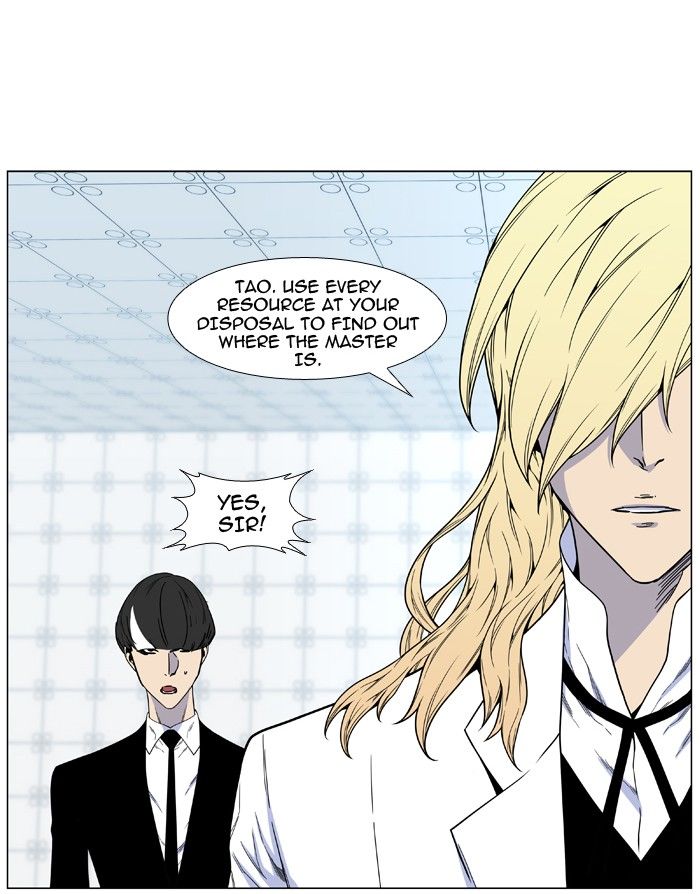 TAO. USE EVERY
RESOURCE AT YOUR
DISPOSAL TO FIND OUT
WHERE THE MASTER
IS.
YES,
SIR!